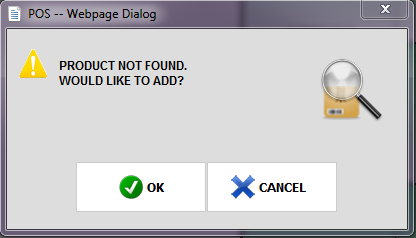 POS -- Webpage Dialog
PRODUCT NOT FOUND.
WOULD LIKE TO ADD?
OK
CANCEL